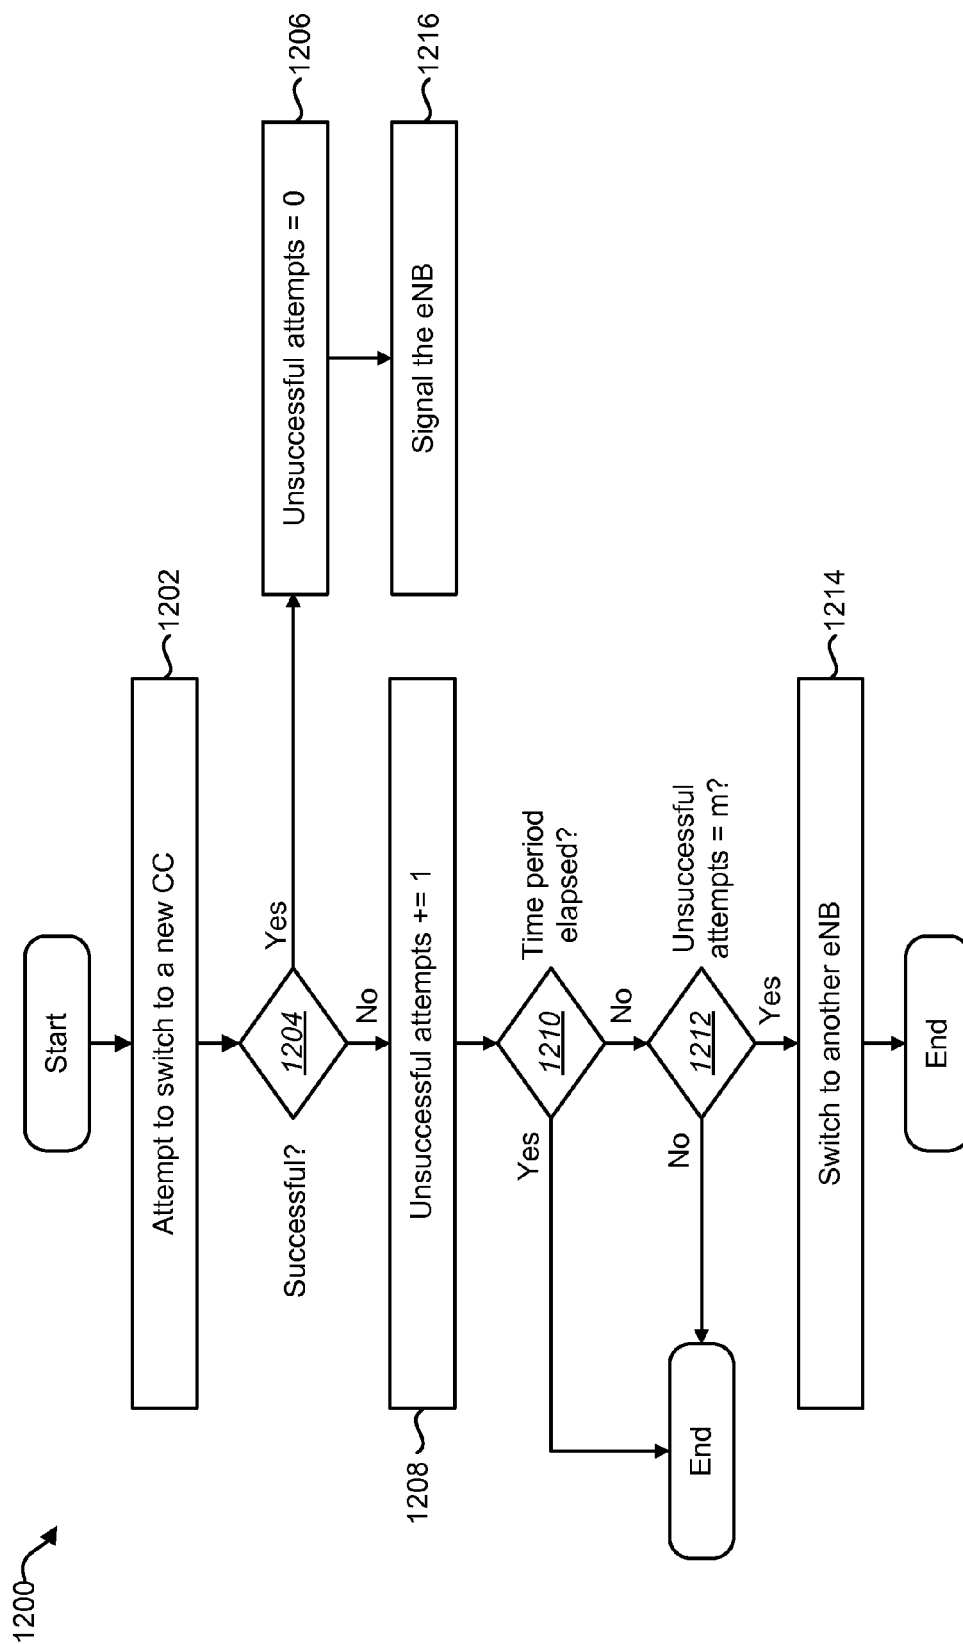 1200
Start
Attempt to switch to a new CC
1202
Successful?
1204
Yes
No
Unsuccessful attempts = 0
1206
Signal the eNB
1216
1208
Unsuccessful attempts += 1
Time period
elapsed?
1210
Yes
No
Unsuccessful
attempts = m?
1212
No
Yes
End
Switch to another eNB
1214
End